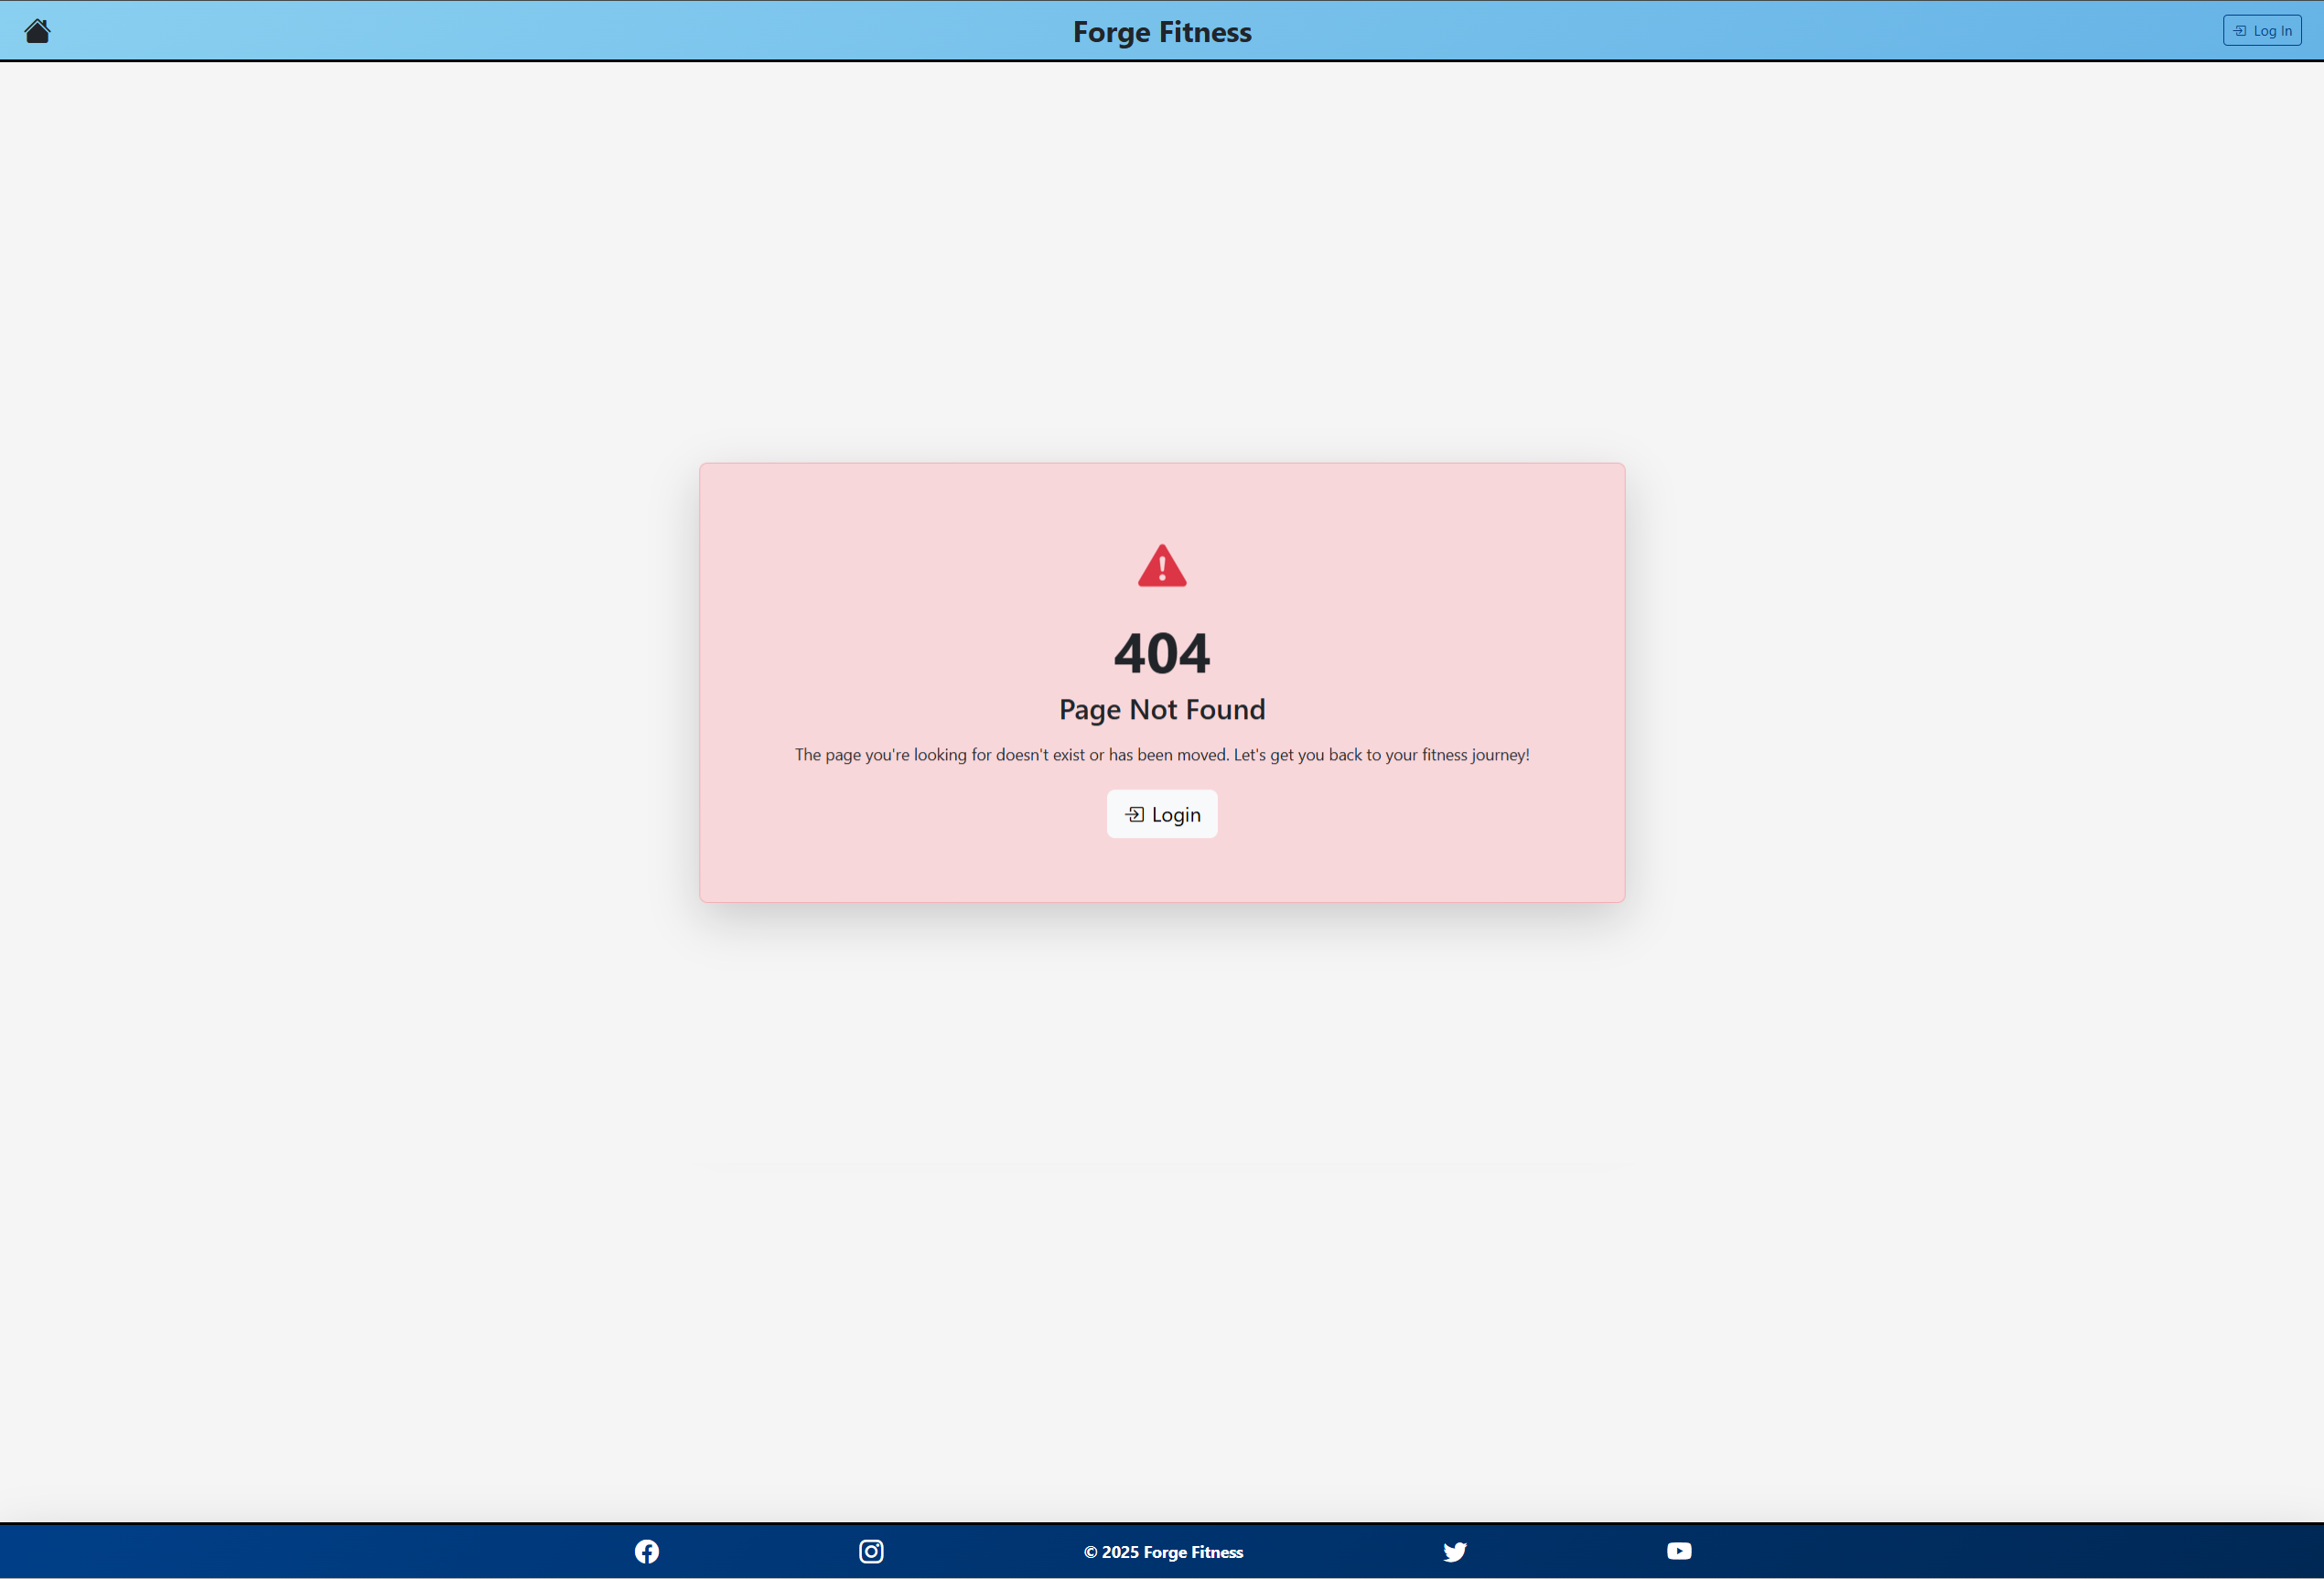 Forge Fitness
Log In
404
Page Not Found
The page you're looking for doesn't exist or has been moved. Let's get you back to your fitness journey!
Login
© 2025 Forge Fitness